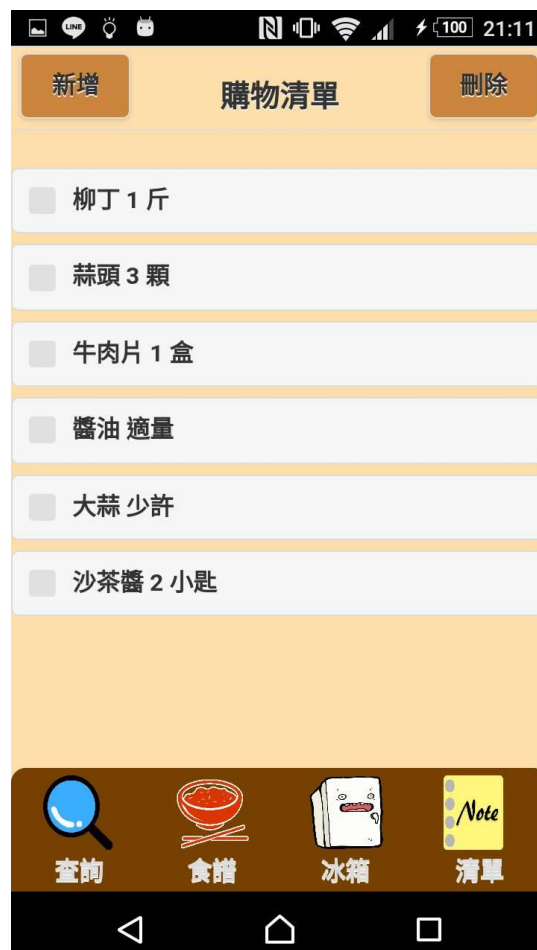 LINE
100 21:11
新增 購物清單 刪除
柳丁 1 斤
蒜頭 3 顆
牛肉片 1 盒
醬油 適量
大蒜 少許
沙茶醬 2 小匙
Note
查詢 食譜 冰箱 清單